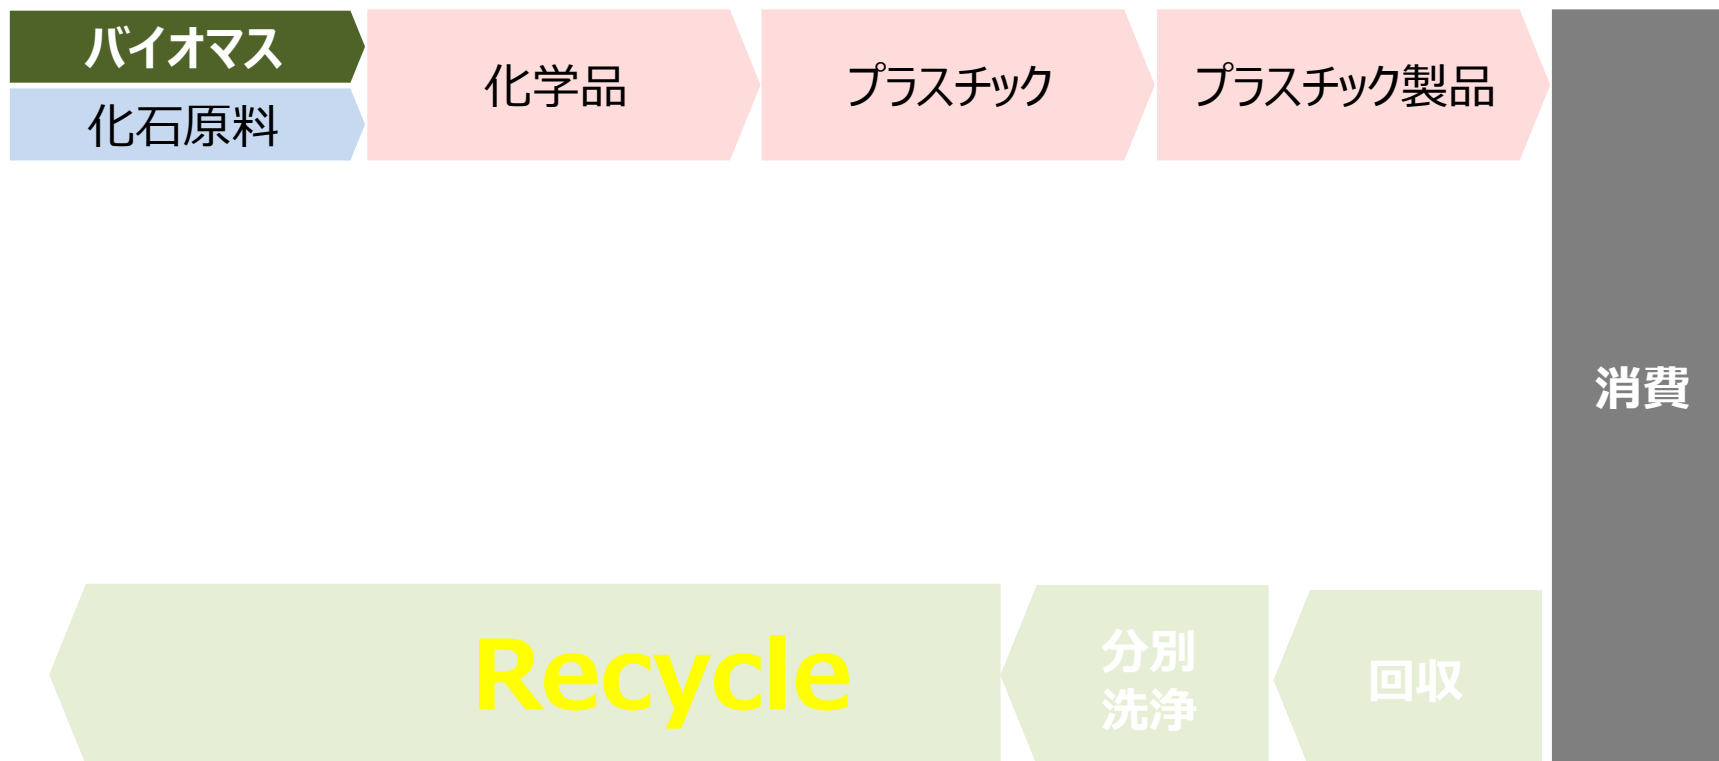 バイオマス
化石原料
化学品
プラスチック
プラスチック製品
消費
Recycle
分別
洗浄
回収